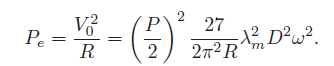 P_e = \frac{V_0^2}{R} = \left(\frac{P}{2}\right)^2 \frac{27}{2\pi^2 R} \lambda_m^2 D^2 \omega^2.